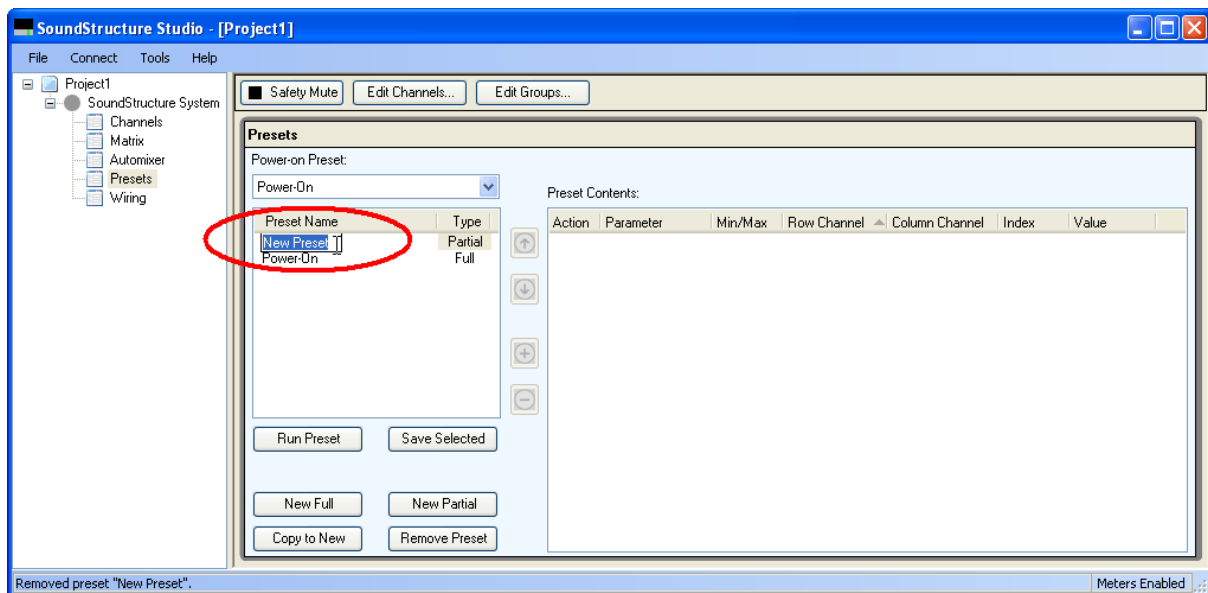 SoundStructure Studio - [Project1]
File Connect Tools Help
Project1
SoundStructure System
Channels
Matrix
Automixer
Presets
Wiring
Safety Mute
Edit Channels...
Edit Groups...
Presets
Power-on Preset:
Power-On
Preset Name Type
New Preset Partial
Power-On Full
Run Preset
Save Selected
New Full
New Partial
Copy to New
Remove Preset
Preset Contents:
Action Parameter Min/Max Row Channel Column Channel Index Value
Removed preset "New Preset".
Meters Enabled